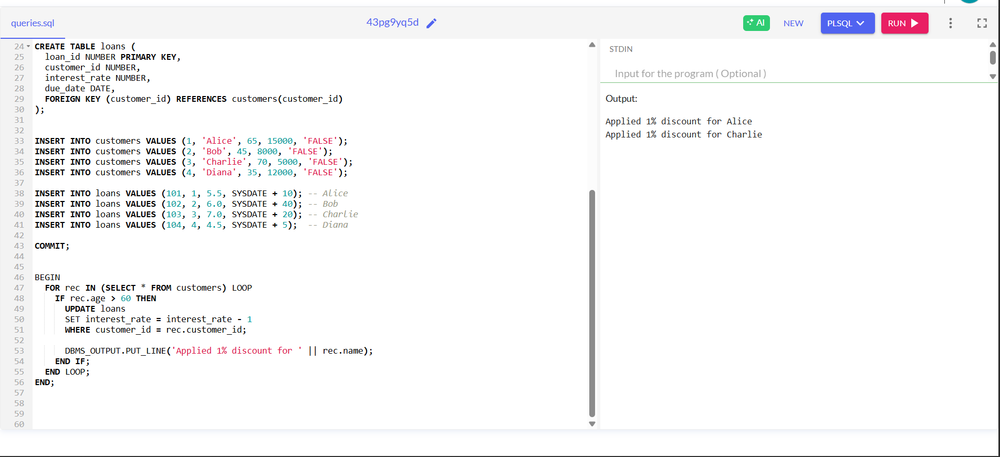 queries.sql
43pg9yq5d
AI
NEW
PLSQL
RUN
24 CREATE TABLE loans (
25   loan_id NUMBER PRIMARY KEY,
26   customer_id NUMBER,
27   interest_rate NUMBER,
28   due_date DATE,
29   FOREIGN KEY (customer_id) REFERENCES customers(customer_id)
30 );
31
32
33 INSERT INTO customers VALUES (1, 'Alice', 65, 15000, 'FALSE');
34 INSERT INTO customers VALUES (2, 'Bob', 45, 8000, 'FALSE');
35 INSERT INTO customers VALUES (3, 'Charlie', 70, 5000, 'FALSE');
36 INSERT INTO customers VALUES (4, 'Diana', 35, 12000, 'FALSE');
37
38 INSERT INTO loans VALUES (101, 1, 5.5, SYSDATE + 10); -- Alice
39 INSERT INTO loans VALUES (102, 2, 6.0, SYSDATE + 40); -- Bob
40 INSERT INTO loans VALUES (103, 3, 7.0, SYSDATE + 20); -- Charlie
41 INSERT INTO loans VALUES (104, 4, 4.5, SYSDATE + 5);  -- Diana
42
43 COMMIT;
44
45
46 BEGIN
47   FOR rec IN (SELECT * FROM customers) LOOP
48     IF rec.age > 60 THEN
49       UPDATE loans
50       SET interest_rate = interest_rate - 1
51       WHERE customer_id = rec.customer_id;
52
53       DBMS_OUTPUT.PUT_LINE('Applied 1% discount for ' || rec.name);
54     END IF;
55   END LOOP;
56 END;
57
58
59
60
STDIN
Input for the program ( Optional )
Output:
Applied 1% discount for Alice
Applied 1% discount for Charlie